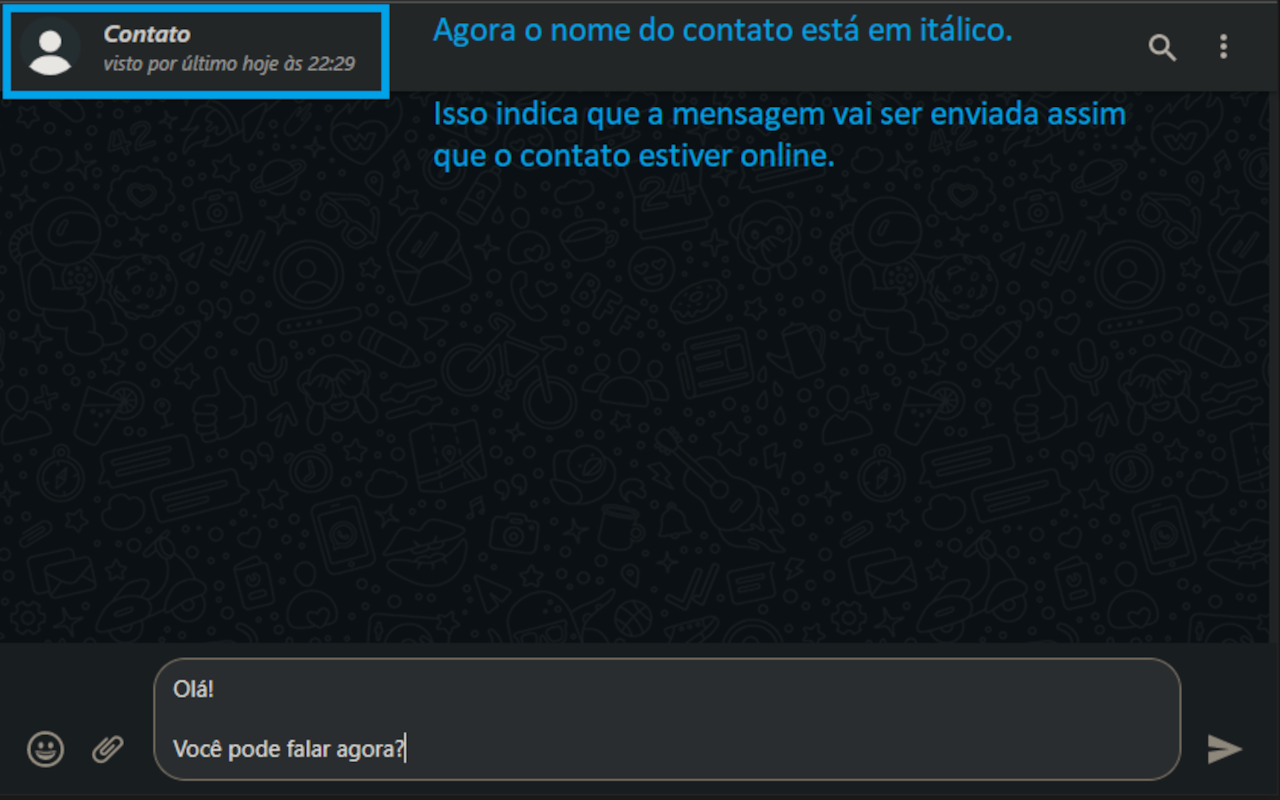 Contato
visto por último hoje às 22:29
Agora o nome do contato está em itálico.
Isso indica que a mensagem vai ser enviada assim
que o contato estiver online.
Olá!
Você pode falar agora?